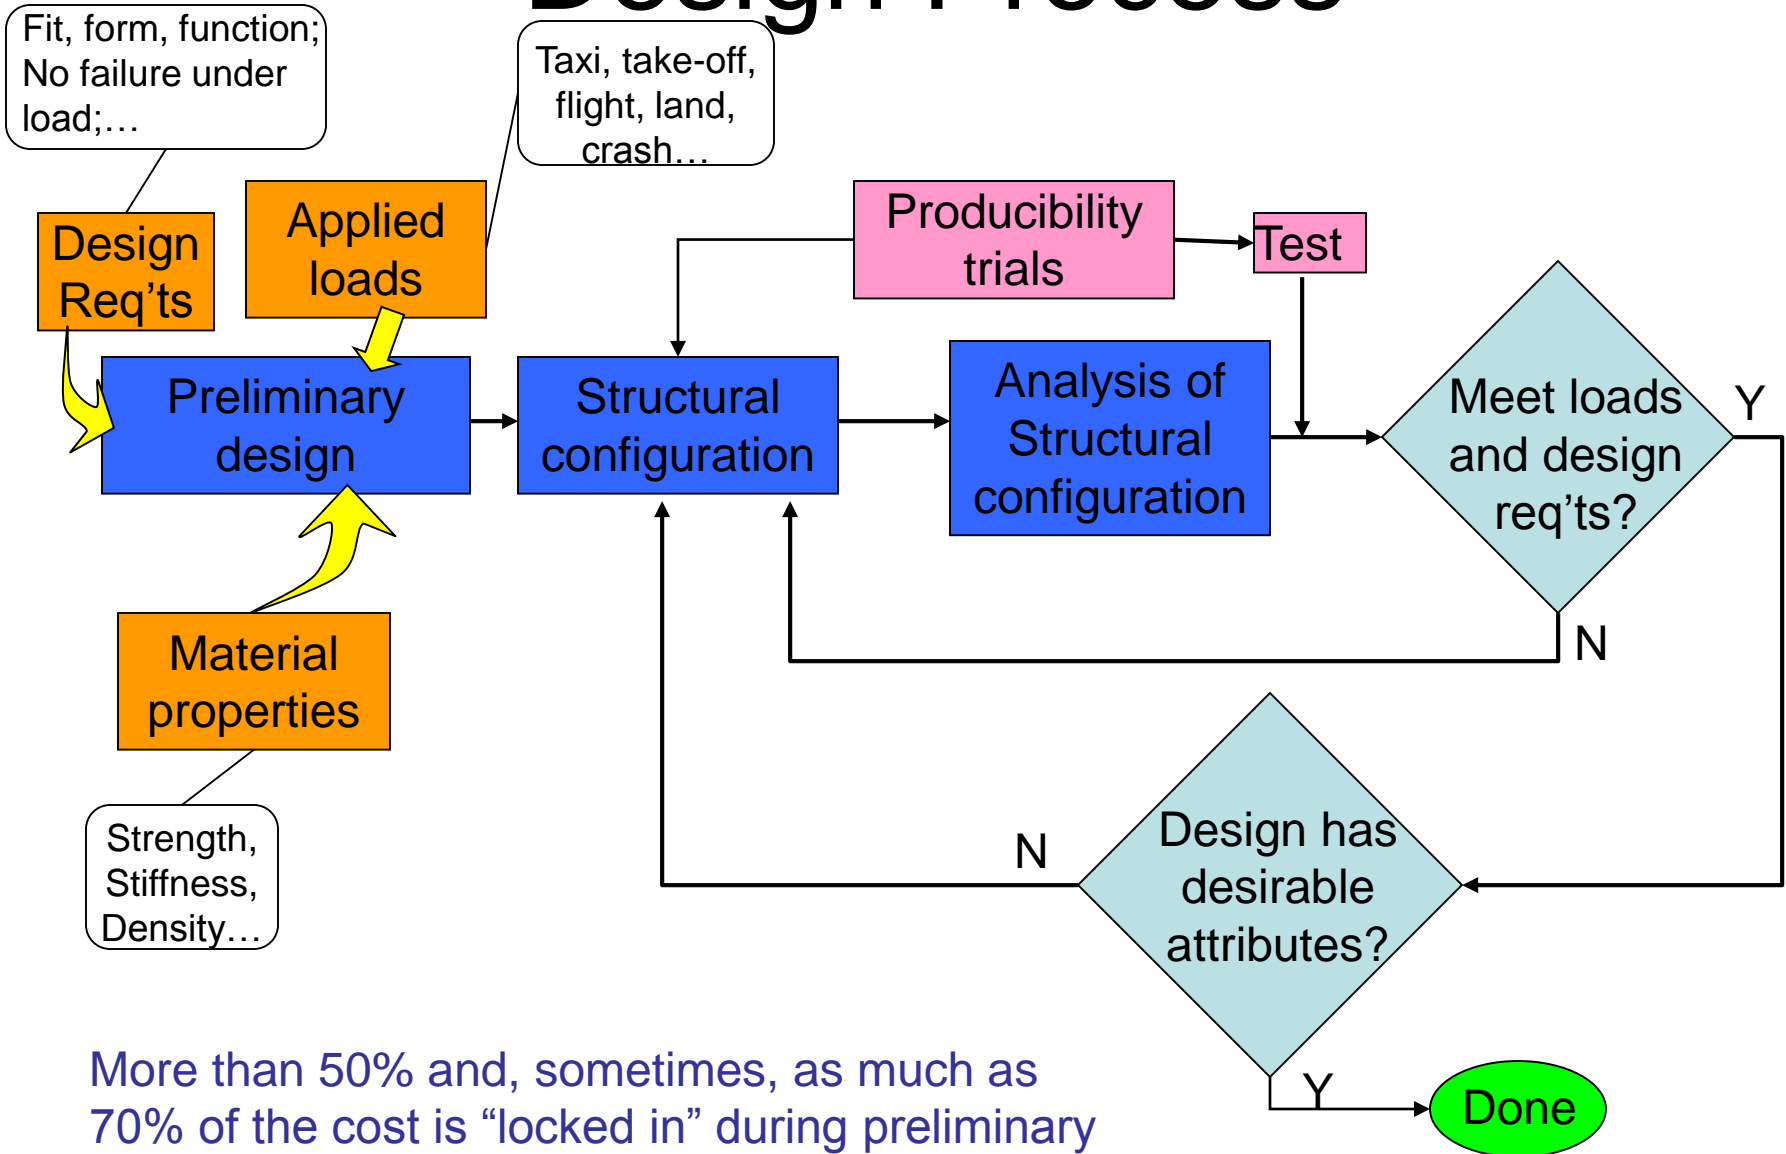 Design Process
Fit, form, function;
No failure under
load;…
Taxi, take-off,
flight, land,
crash…
Design
Req’ts
Applied
loads
Producibility
trials
Test
Preliminary
design
Structural
configuration
Analysis of
Structural
configuration
Meet loads
and design
req’ts?
Y
N
Material
properties
Strength,
Stiffness,
Density…
N
Design has
desirable
attributes?
Y
Done
More than 50% and, sometimes, as much as
70% of the cost is “locked in” during preliminary